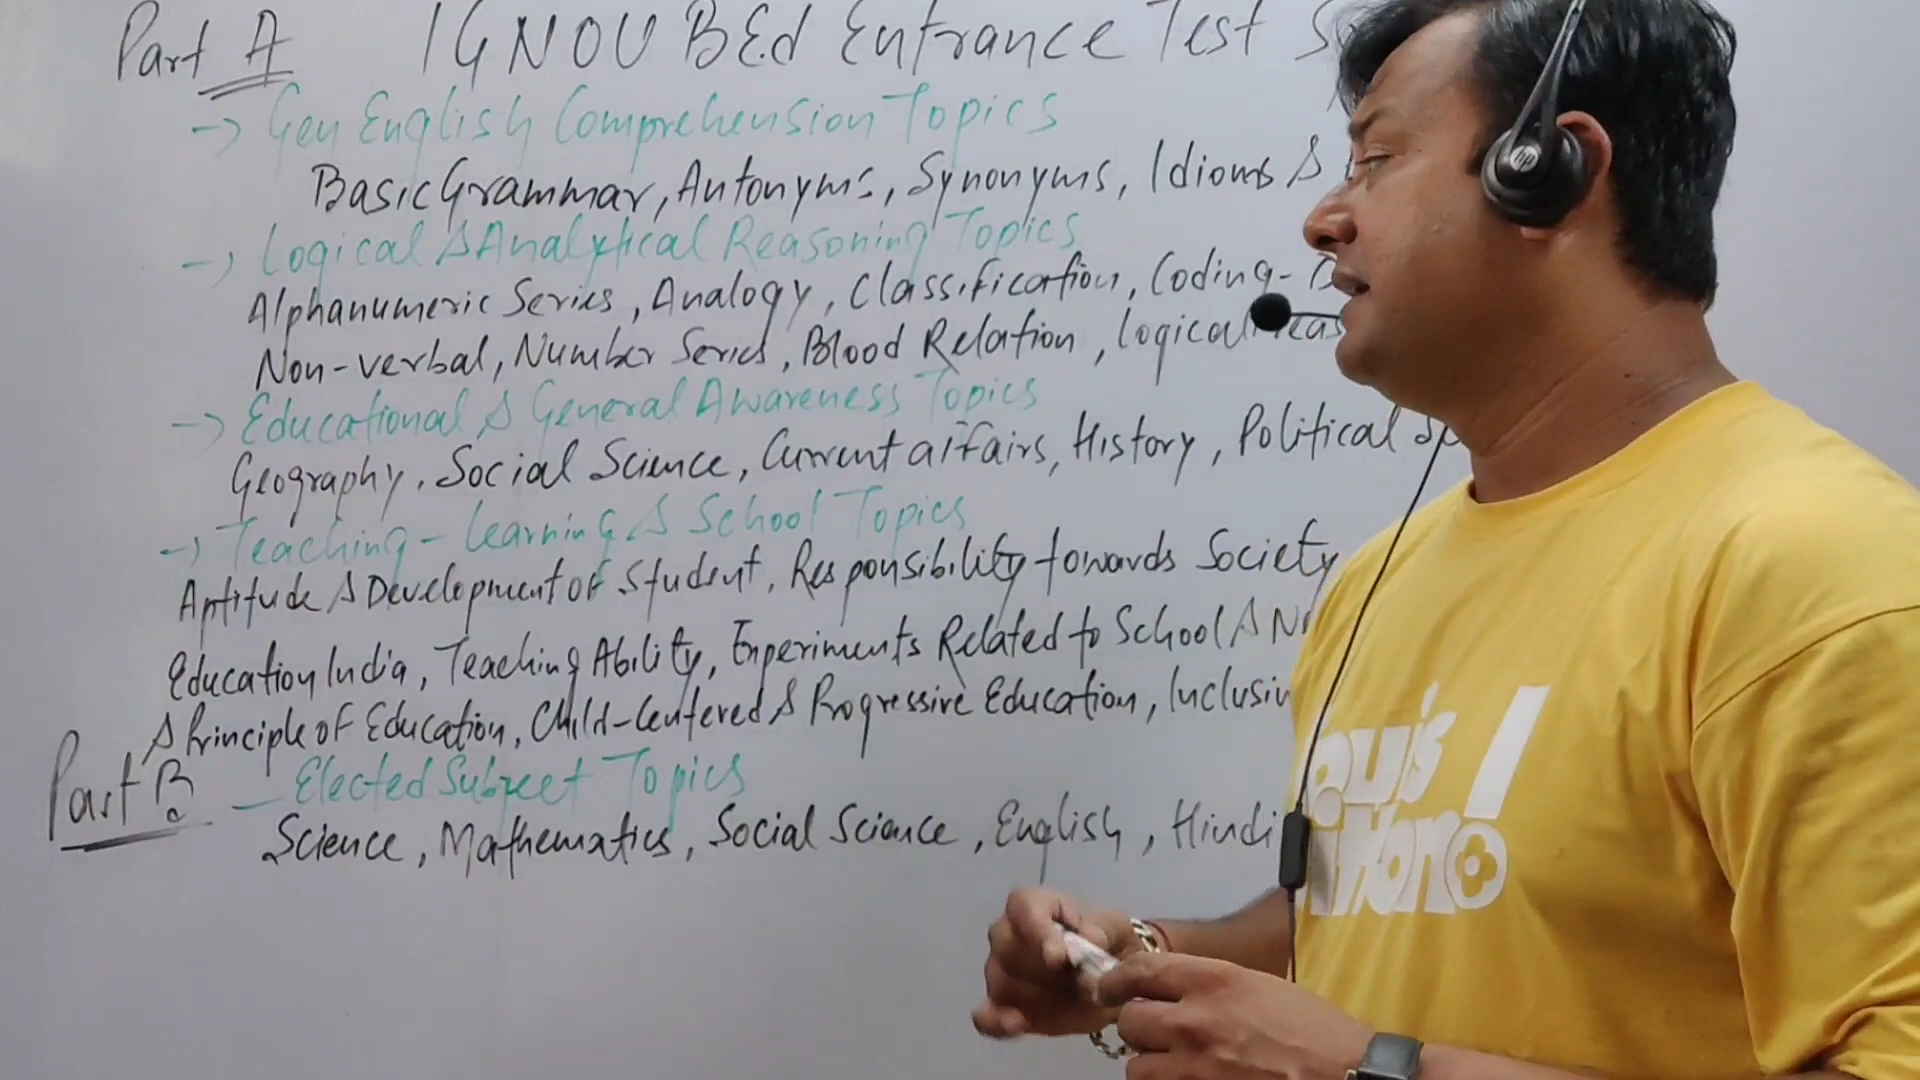 Part A IGNOU BEd Entrance Test S
-> Gen English Comprehension Topics
Basic Grammar, Antonyms, Synonyms, Idioms &
-> Logical & Analytical Reasoning Topics
Alphanumeric Series, Analogy, Classification, Coding-
Non-verbal, Number Series, Blood Relation, Logical Reas
-> Educational & General Awareness Topics
Geography, Social Science, Current affairs, History, Political
-> Teaching-Learning & School Topics
Aptitude & Development of Student, Responsibility towards Society
Education India, Teaching Ability, Experiments Related to School & N
& Principle of Education, Child-Centered & Progressive Education, Inclusiv
Part B - Elected Subject Topics
Science, Mathematics, Social Science, English, Hindi
hp